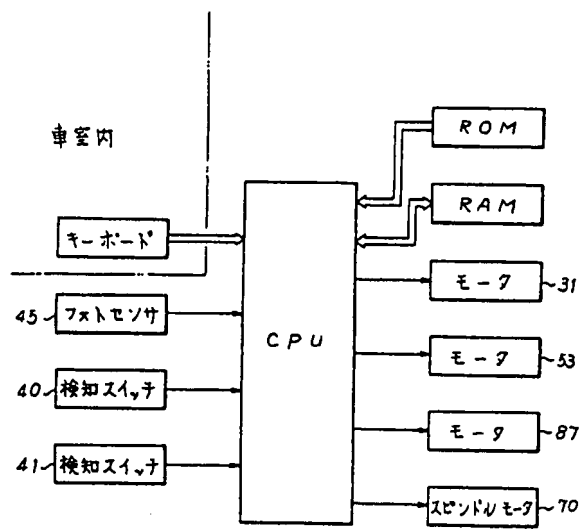 車室内
キーボード
45 フォトセンサ
40 検知スイッチ
41 検知スイッチ
CPU
ROM
RAM
モータ 31
モータ 53
モータ 87
スピンドルモータ 70